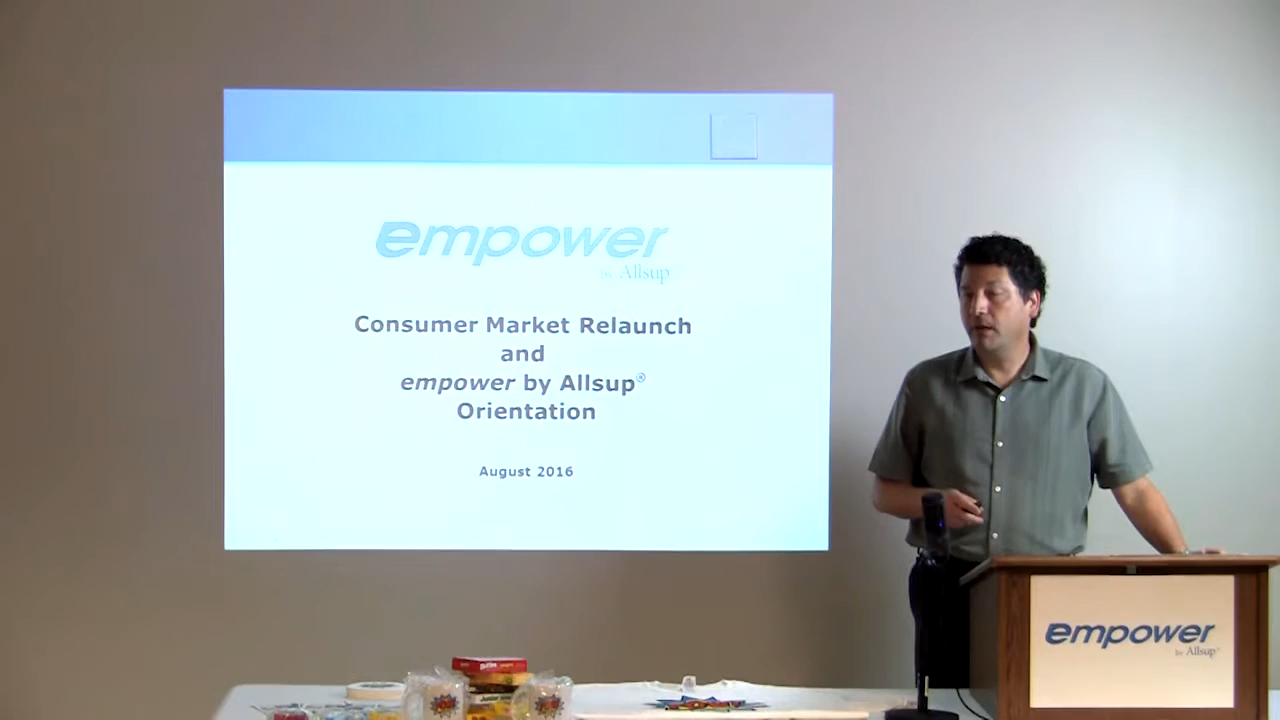 empower
by Allsup
Consumer Market Relaunch
and
empower by Allsup®
Orientation
August 2016
empower
by Allsup®